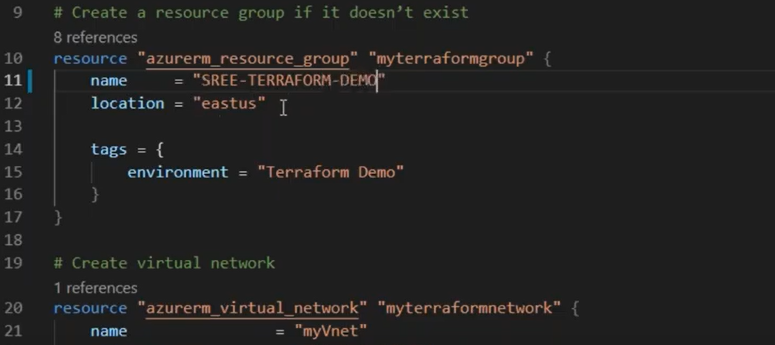 9 # Create a resource group if it doesn’t exist
8 references
10 resource "azurerm_resource_group" "myterraformgroup" {
11 name = "SREE-TERRAFORM-DEMO"
12 location = "eastus"
13
14 tags = {
15 environment = "Terraform Demo"
16 }
17 }
18
19 # Create virtual network
1 references
20 resource "azurerm_virtual_network" "myterraformnetwork" {
21 name = "myVnet"